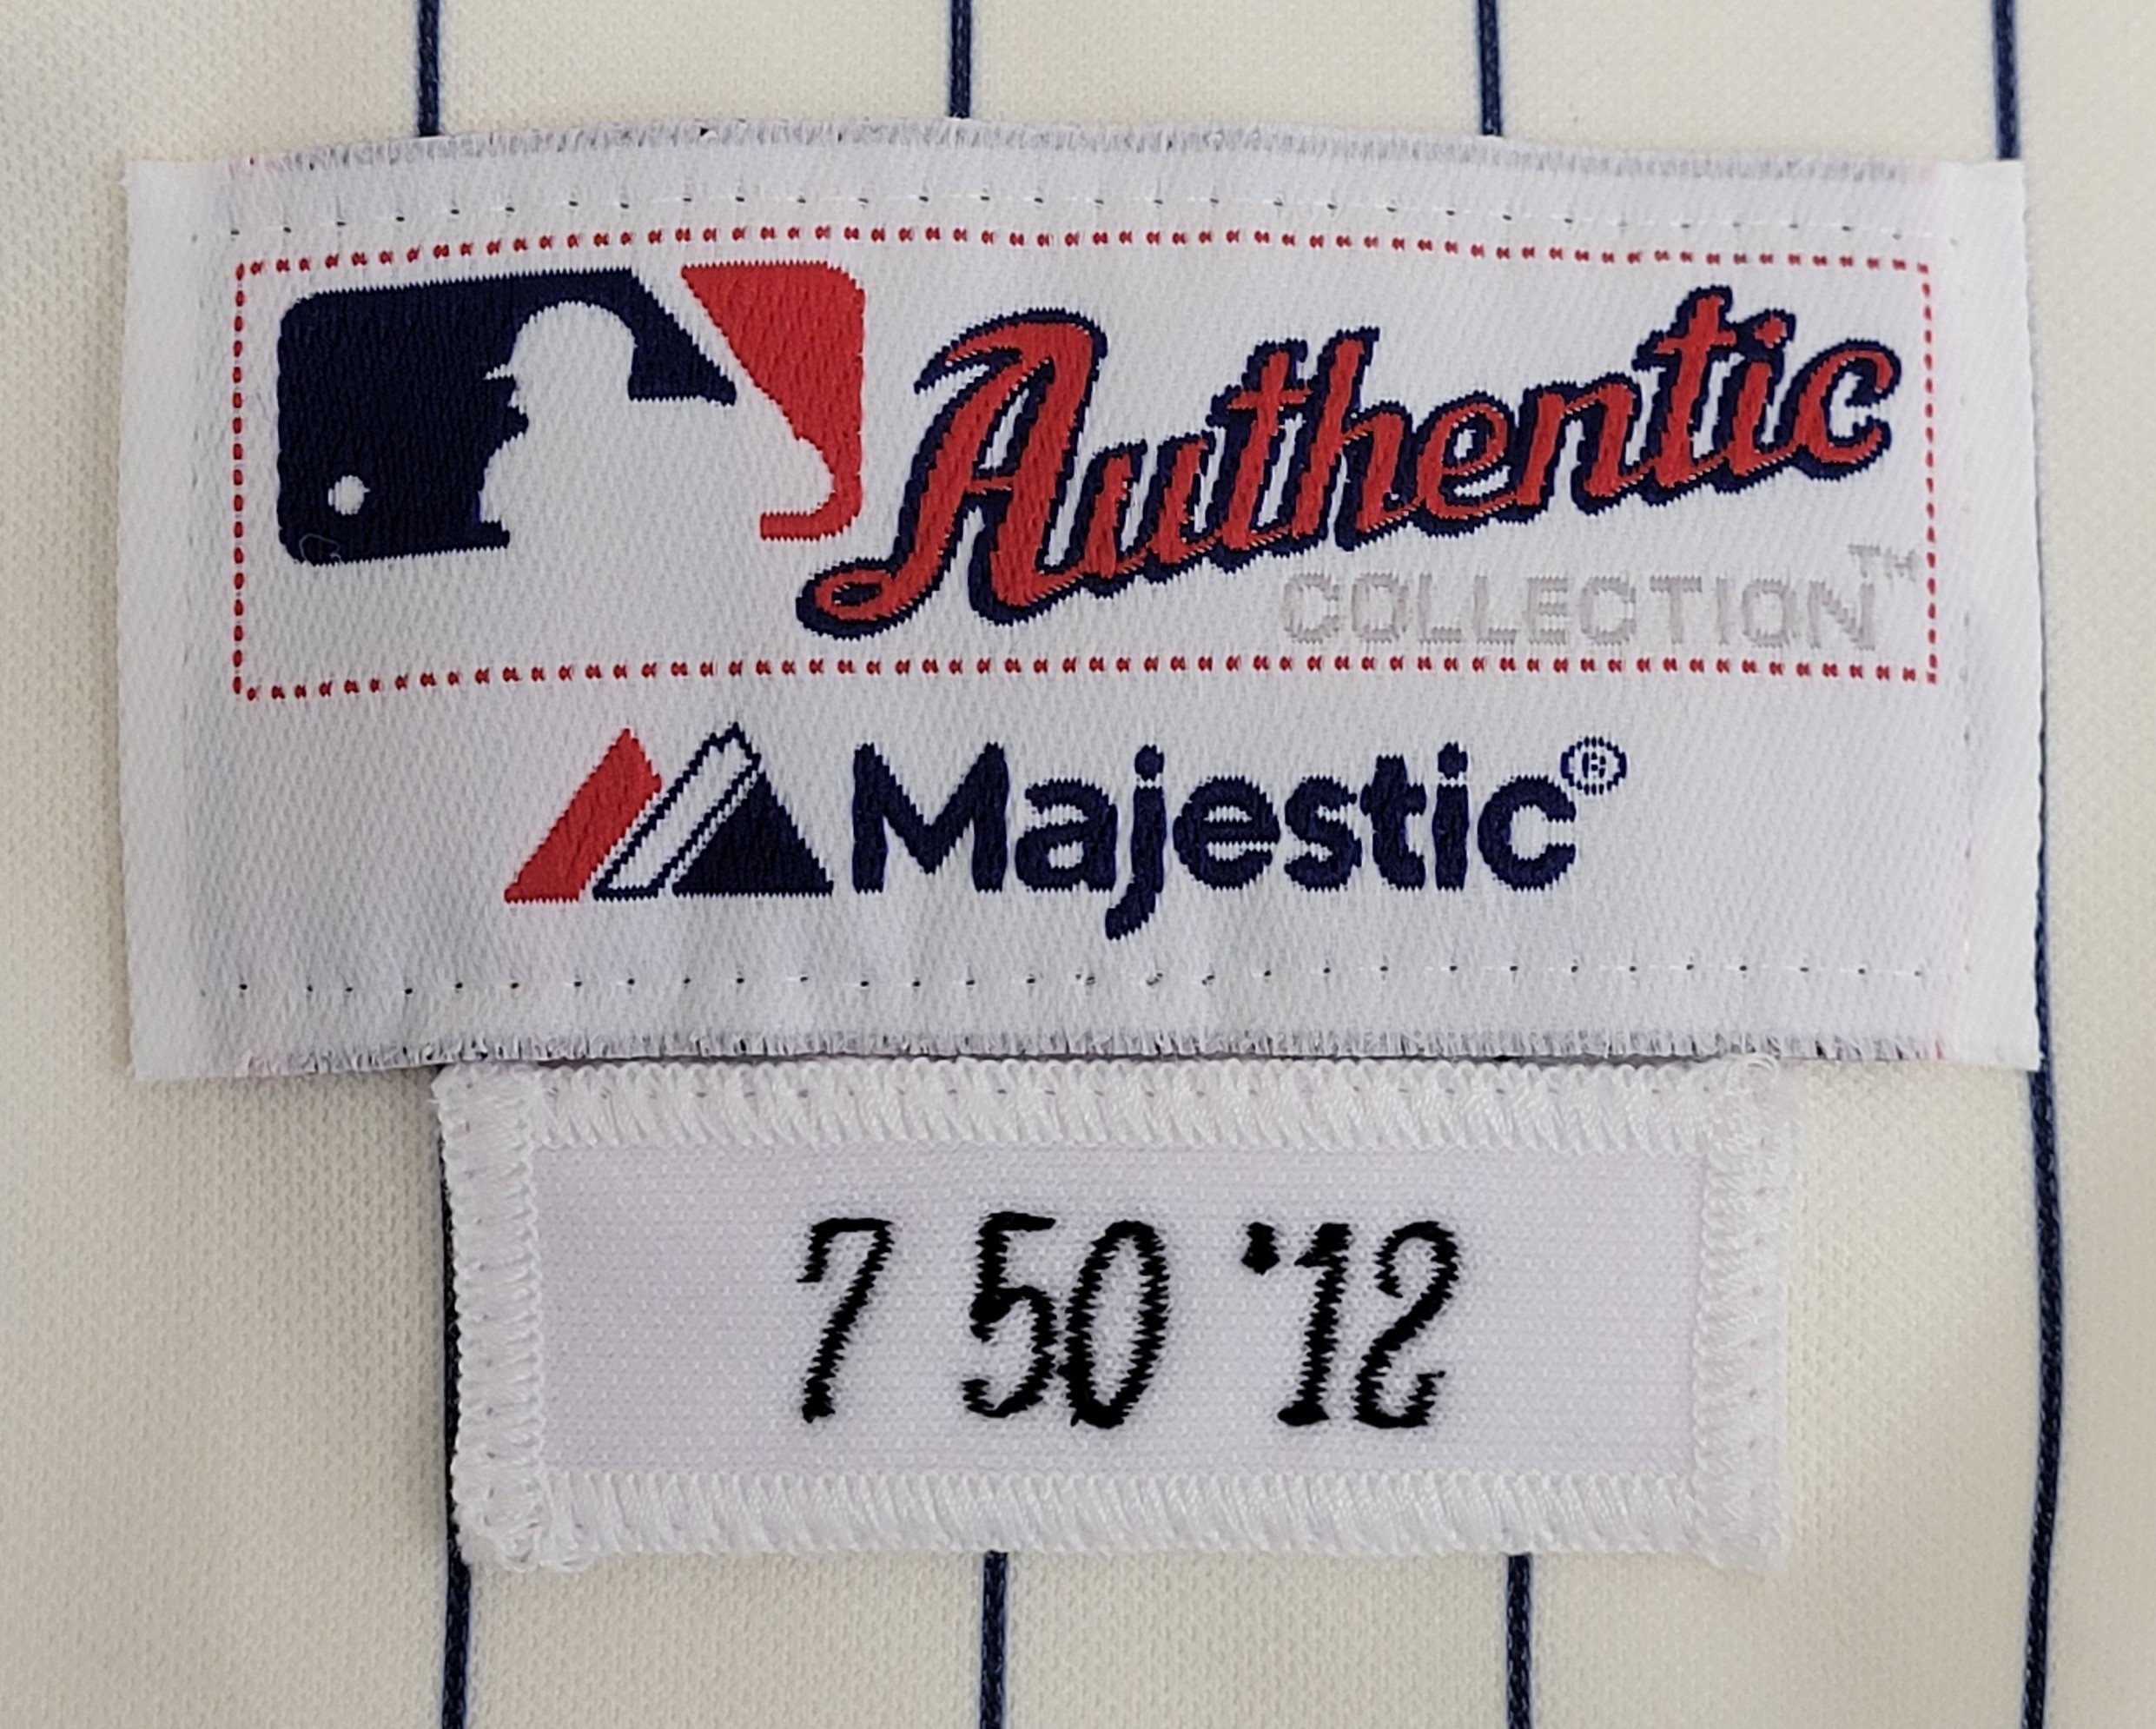 Authentic
COLLECTION™
Majestic®
7 50 '12